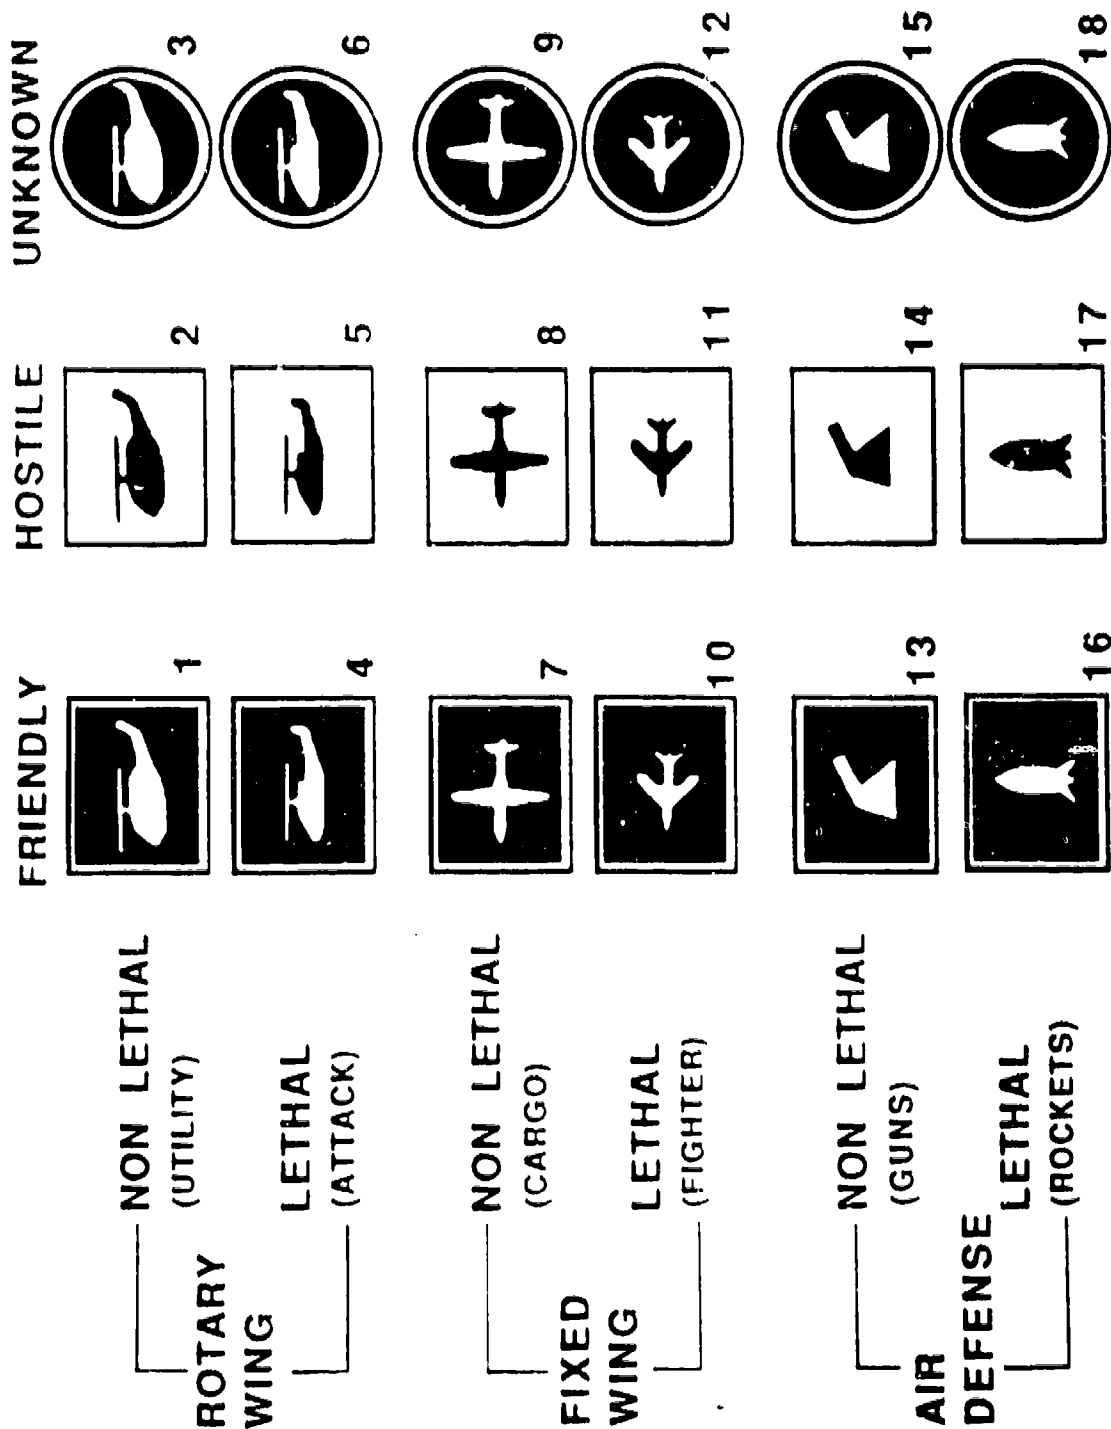 FRIENDLY HOSTILE UNKNOWN
ROTARY
WING
NON LETHAL
(UTILITY)
1 2 3
LETHAL
(ATTACK)
4 5 6
FIXED
WING
NON LETHAL
(CARGO)
7 8 9
LETHAL
(FIGHTER)
10 11 12
AIR
DEFENSE
NON LETHAL
(GUNS)
13 14 15
LETHAL
(ROCKETS)
16 17 18